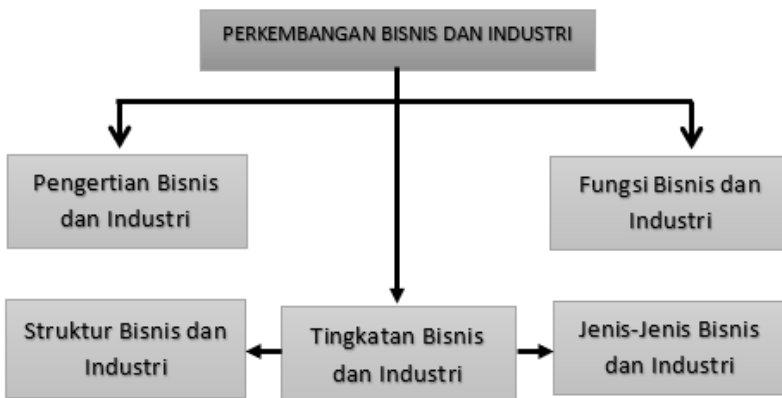 PERKEMBANGAN BISNIS DAN INDUSTRI
Pengertian Bisnis
dan Industri
Fungsi Bisnis dan
Industri
Struktur Bisnis dan
Industri
Tingkatan Bisnis
dan Industri
Jenis-Jenis Bisnis
dan Industri